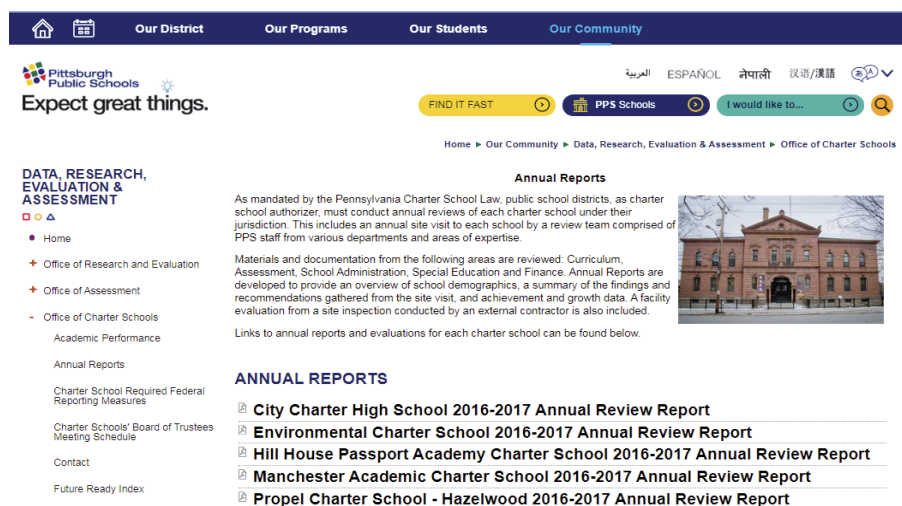 Our District
Our Programs
Our Students
Our Community
Pittsburgh
Public Schools
Expect great things.
العربية
ESPAÑOL
नेपाली
汉语/漢語
FIND IT FAST
PPS Schools
I would like to...
Home ► Our Community ► Data, Research, Evaluation & Assessment ► Office of Charter Schools
DATA, RESEARCH,
EVALUATION &
ASSESSMENT
Home
+ Office of Research and Evaluation
+ Office of Assessment
- Office of Charter Schools
Academic Performance
Annual Reports
Charter School Required Federal
Reporting Measures
Charter Schools' Board of Trustees
Meeting Schedule
Contact
Future Ready Index
Annual Reports
As mandated by the Pennsylvania Charter School Law, public school districts, as charter
school authorizer, must conduct annual reviews of each charter school under their
jurisdiction. This includes an annual site visit to each school by a review team comprised of
PPS staff from various departments and areas of expertise.
Materials and documentation from the following areas are reviewed: Curriculum,
Assessment, School Administration, Special Education and Finance. Annual Reports are
developed to provide an overview of school demographics, a summary of the findings and
recommendations gathered from the site visit, and achievement and growth data. A facility
evaluation from a site inspection conducted by an external contractor is also included.
Links to annual reports and evaluations for each charter school can be found below.
ANNUAL REPORTS
City Charter High School 2016-2017 Annual Review Report
Environmental Charter School 2016-2017 Annual Review Report
Hill House Passport Academy Charter School 2016-2017 Annual Review Report
Manchester Academic Charter School 2016-2017 Annual Review Report
Propel Charter School - Hazelwood 2016-2017 Annual Review Report